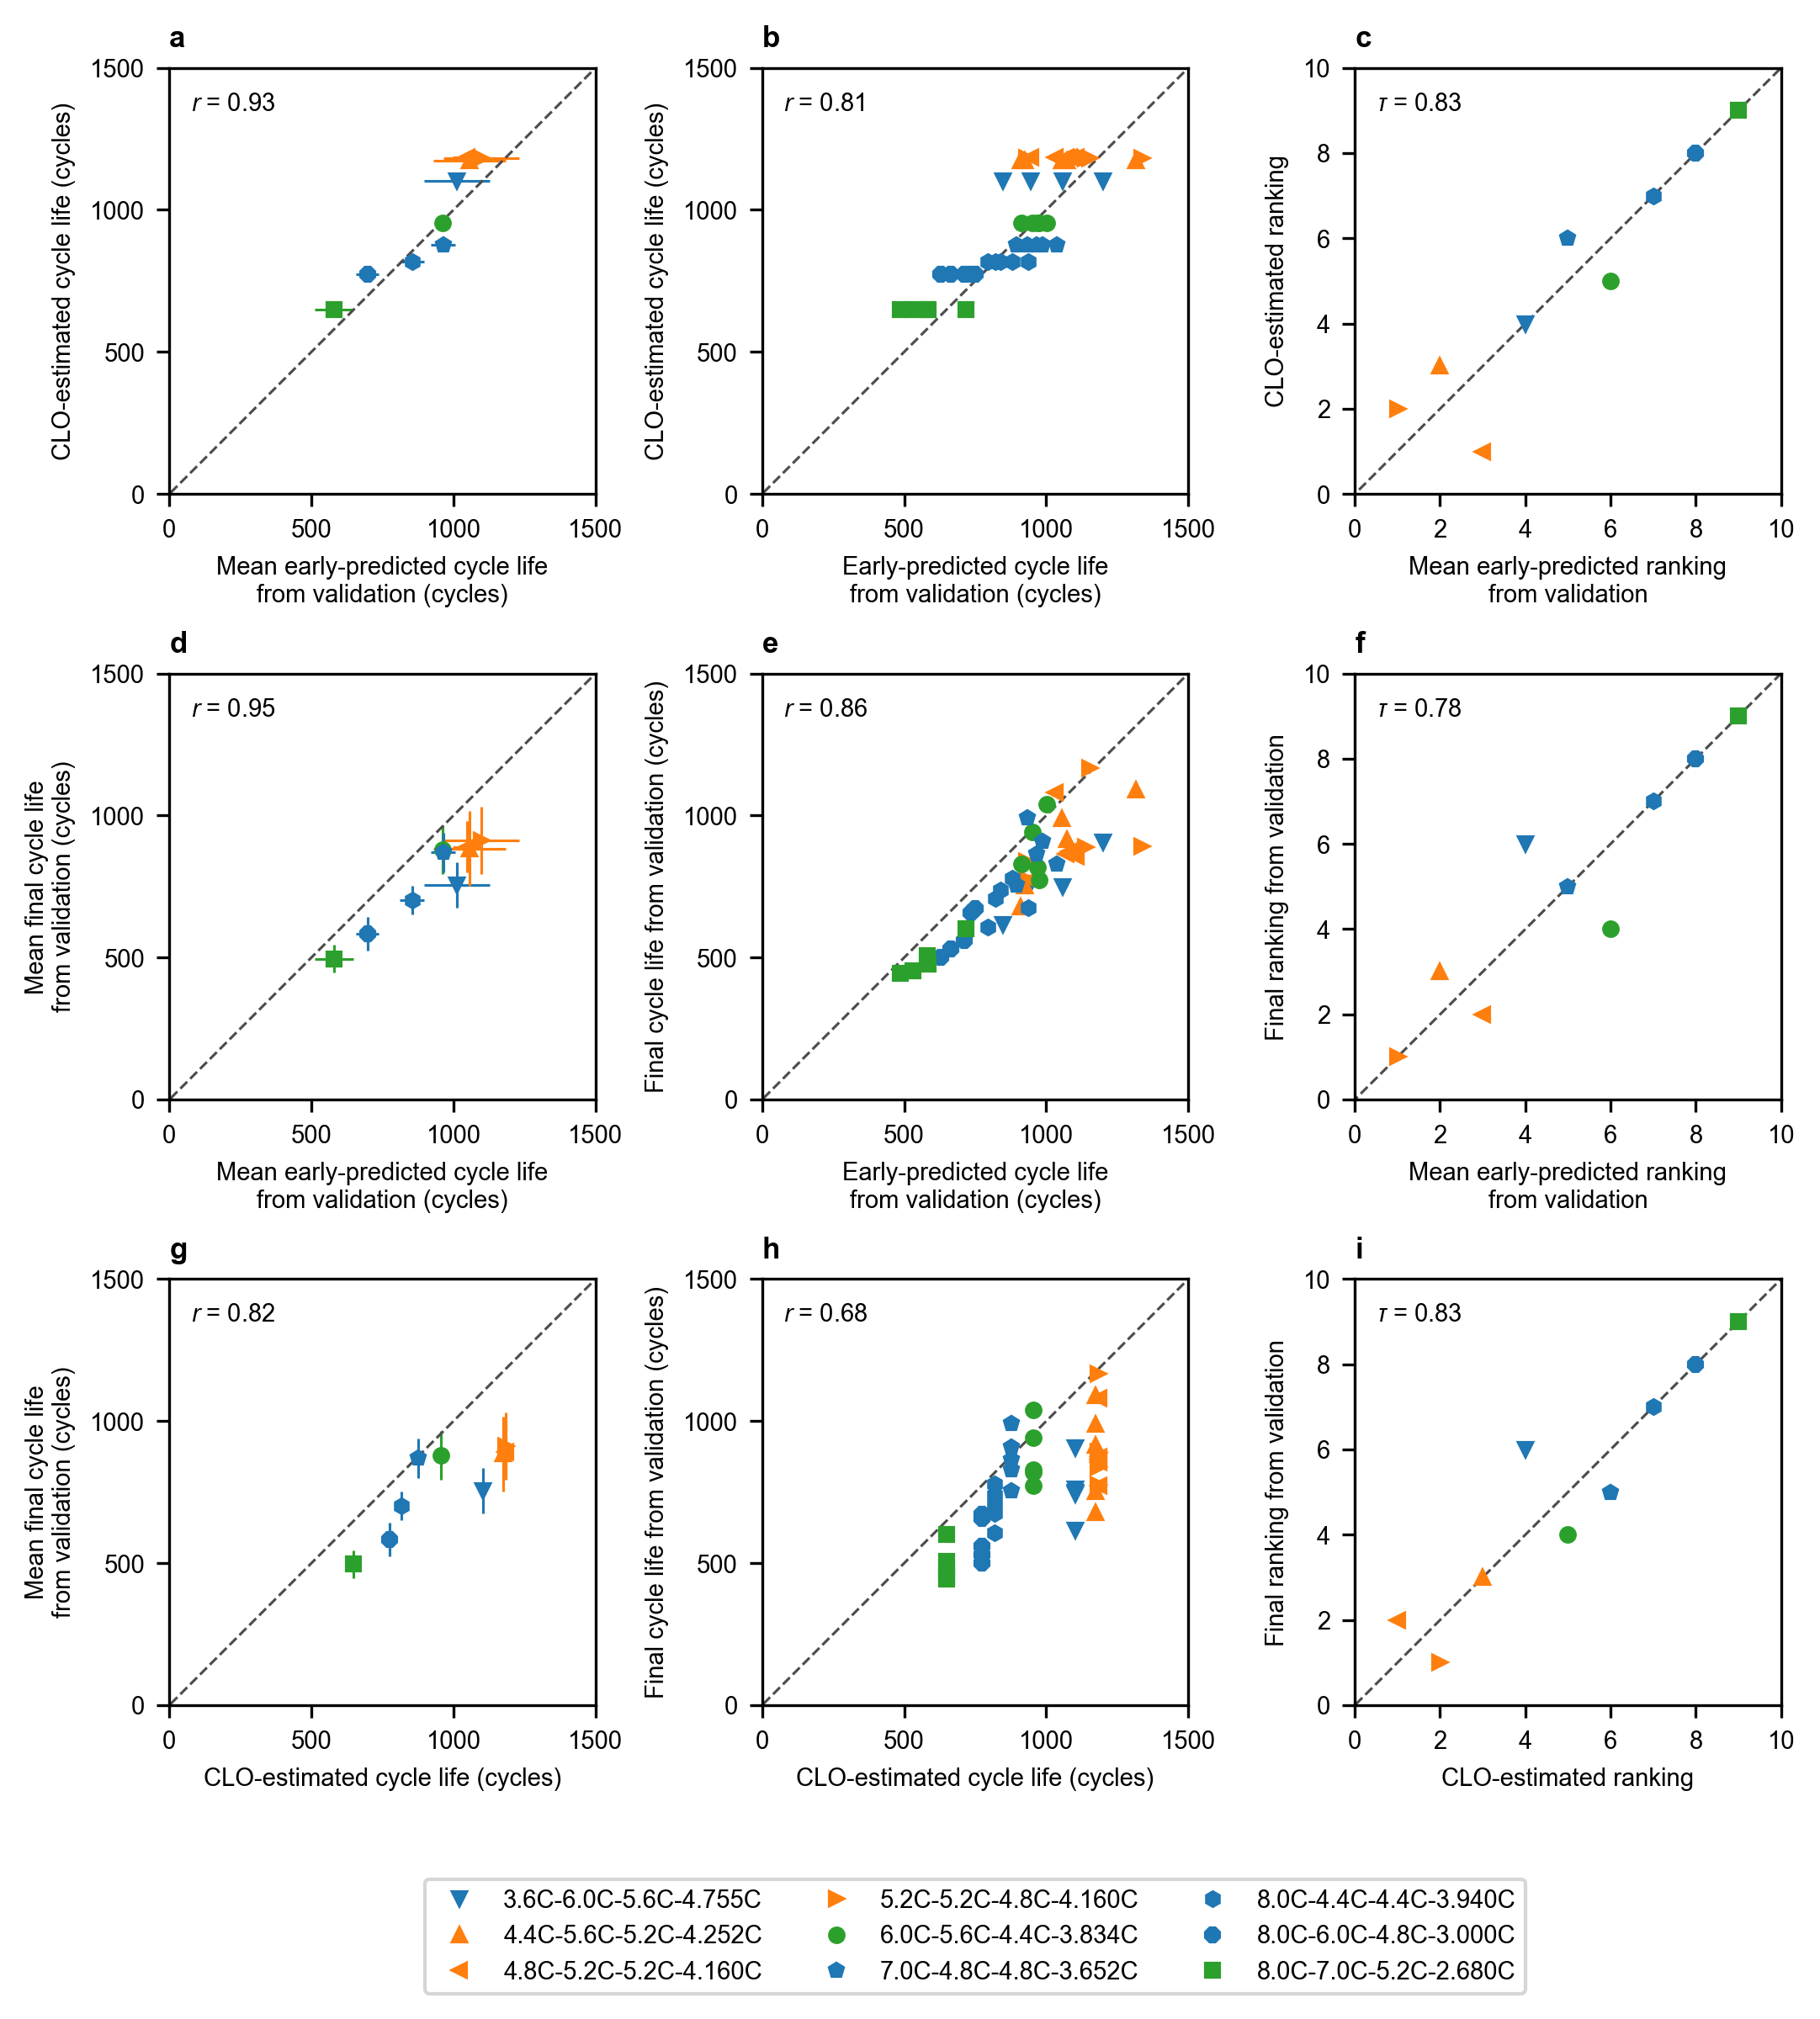 a
1500
1000
500
0
r = 0.93
CLO-estimated cycle life (cycles)
0 500 1000 1500
Mean early-predicted cycle life
from validation (cycles)
b
1500
1000
500
0
r = 0.81
CLO-estimated cycle life (cycles)
0 500 1000 1500
Early-predicted cycle life
from validation (cycles)
c
10
8
6
4
2
0
τ = 0.83
CLO-estimated ranking
0 2 4 6 8 10
Mean early-predicted ranking
from validation
d
1500
1000
500
0
r = 0.95
Mean final cycle life
from validation (cycles)
0 500 1000 1500
Mean early-predicted cycle life
from validation (cycles)
e
1500
1000
500
0
r = 0.86
Final cycle life from validation (cycles)
0 500 1000 1500
Early-predicted cycle life
from validation (cycles)
f
10
8
6
4
2
0
τ = 0.78
Final ranking from validation
0 2 4 6 8 10
Mean early-predicted ranking
from validation
g
1500
1000
500
0
r = 0.82
Mean final cycle life
from validation (cycles)
0 500 1000 1500
CLO-estimated cycle life (cycles)
h
1500
1000
500
0
r = 0.68
Final cycle life from validation (cycles)
0 500 1000 1500
CLO-estimated cycle life (cycles)
i
10
8
6
4
2
0
τ = 0.83
Final ranking from validation
0 2 4 6 8 10
CLO-estimated ranking
3.6C-6.0C-5.6C-4.755C
4.4C-5.6C-5.2C-4.252C
4.8C-5.2C-5.2C-4.160C
5.2C-5.2C-4.8C-4.160C
6.0C-5.6C-4.4C-3.834C
7.0C-4.8C-4.8C-3.652C
8.0C-4.4C-4.4C-3.940C
8.0C-6.0C-4.8C-3.000C
8.0C-7.0C-5.2C-2.680C